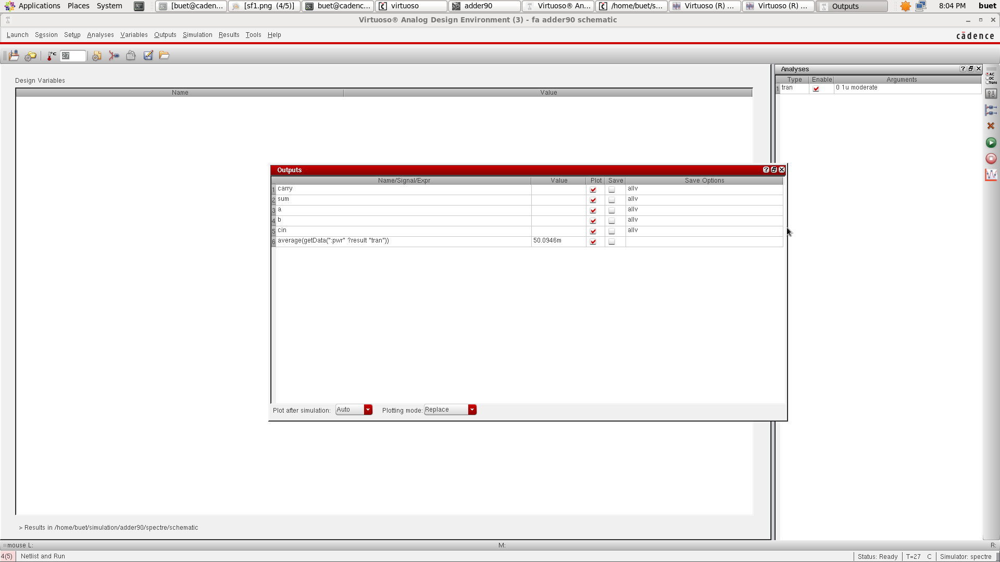 Applications Places System [buet@caden... [sf1.png (4/5)] buet@cadenc... virtuoso adder90 Virtuoso® An... /home/buet/s... Virtuoso (R) ... Virtuoso (R) ... Outputs 8:04 PM buet
Virtuoso® Analog Design Environment (3) - fa adder90 schematic
Launch Session Setup Analyses Variables Outputs Simulation Results Tools Help cādence
°C 27
Design Variables
Name Value
Analyses
Type Enable Arguments
1 tran 0 1u moderate
AC
DC
Trans
Outputs
Name/Signal/Expr Value Plot Save Save Options
1 carry allv
2 sum allv
3 a allv
4 b allv
5 cin allv
6 average(getData(":pwr" ?result "tran")) 50.0946m
Plot after simulation: Auto Plotting mode: Replace
> Results in /home/buet/simulation/adder90/spectre/schematic
mouse L: M: R:
4(5) Netlist and Run Status: Ready T=27 C Simulator: spectre